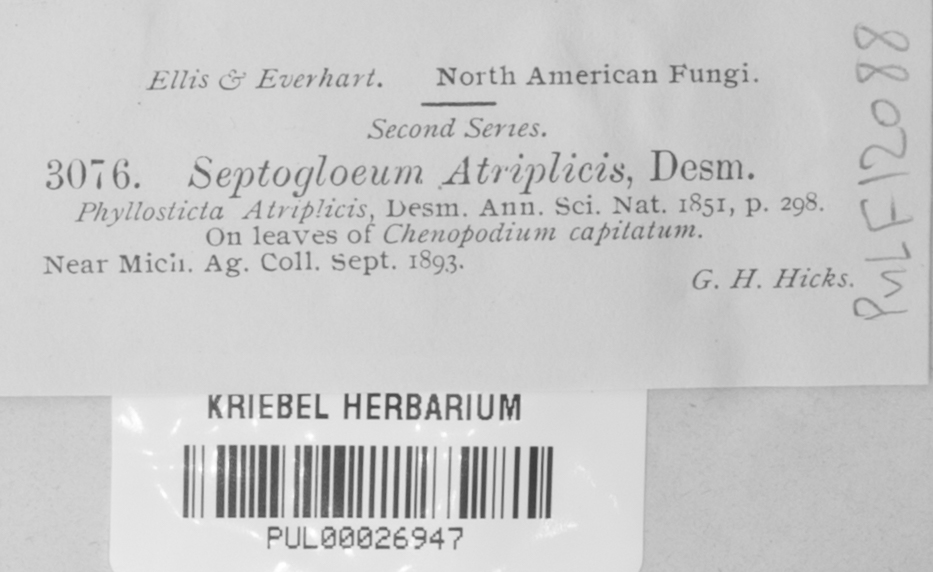 Ellis & Everhart. North American Fungi.
Second Series.
3076. Septogloeum Atriplicis, Desm.
Phyllosticta Atriplicis, Desm. Ann. Sci. Nat. 1851, p. 298.
On leaves of Chenopodium capitatum.
Near Mich. Ag. Coll. Sept. 1893.
G. H. Hicks.
PuL F12088
KRIEBEL HERBARIUM
PUL00026947